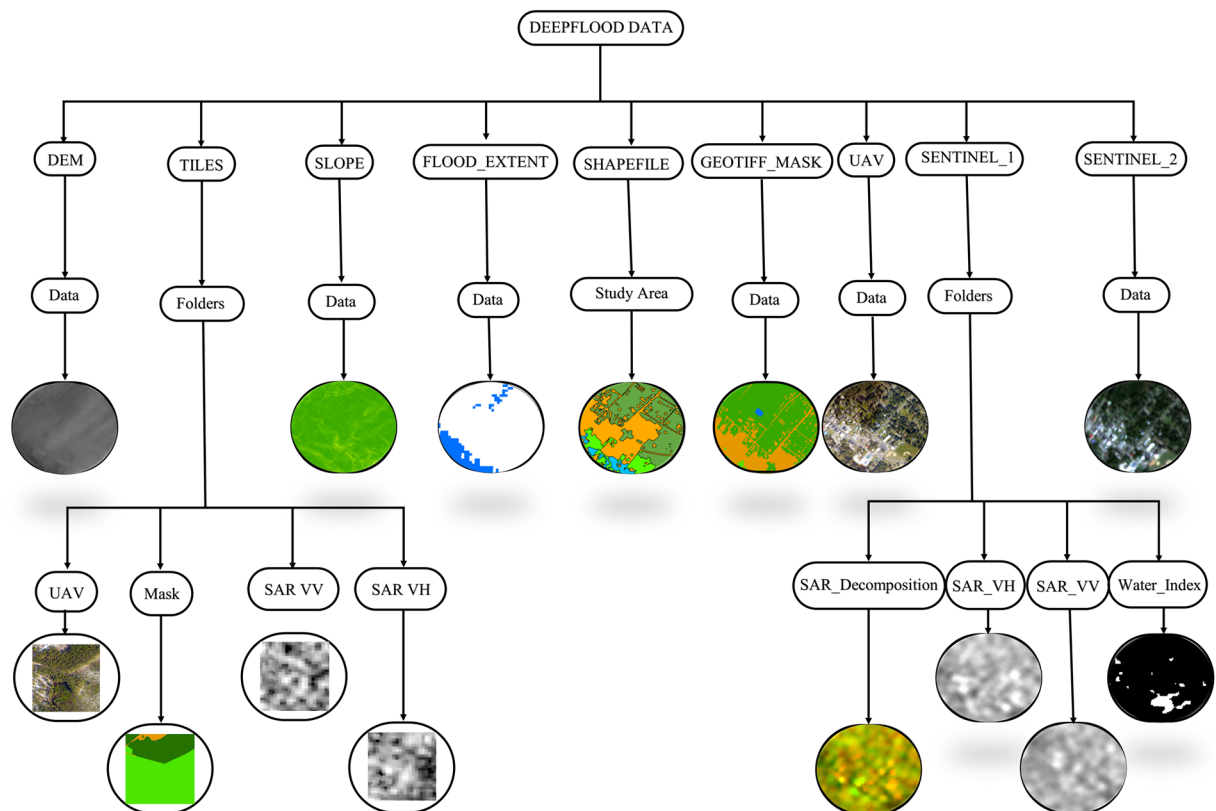 DEEPFLOOD DATA
DEM
TILES
SLOPE
FLOOD_EXTENT
SHAPEFILE
GEOTIFF_MASK
UAV
SENTINEL_1
SENTINEL_2
Data
Folders
Data
Data
Study Area
Data
Data
Folders
Data
UAV
Mask
SAR VV
SAR VH
SAR_Decomposition
SAR_VH
SAR_VV
Water_Index